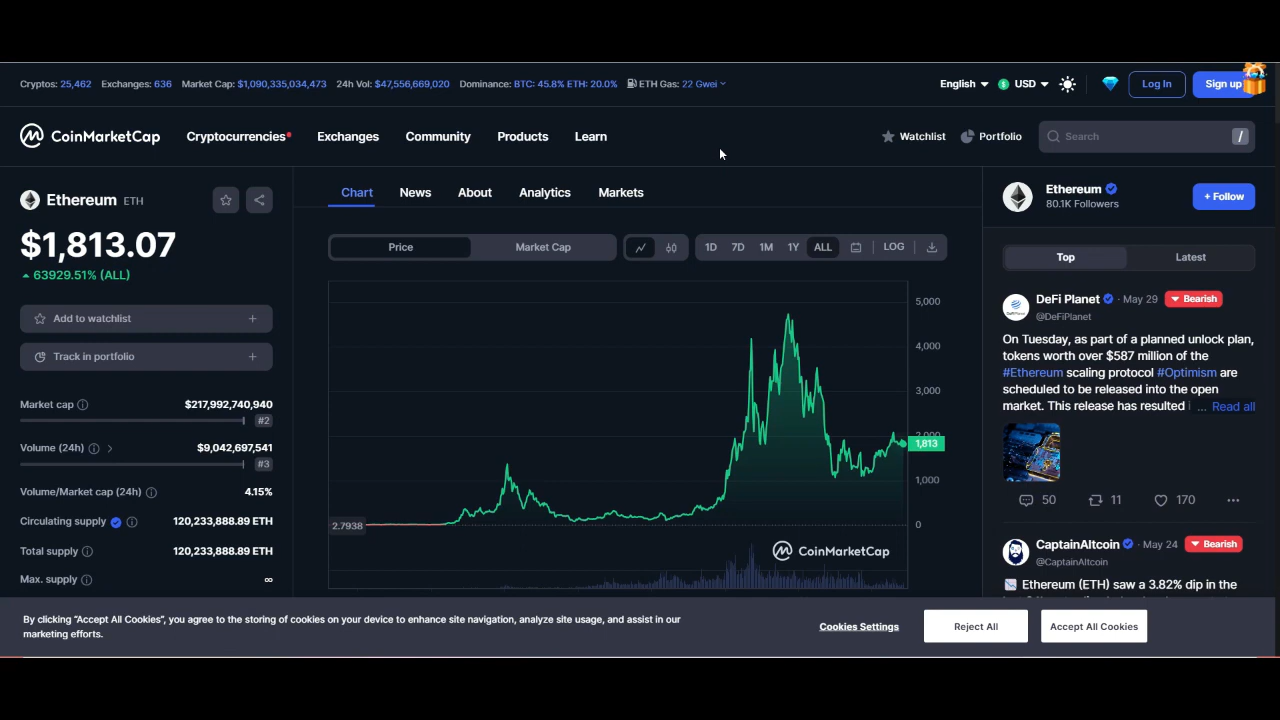 Cryptos: 25,462 Exchanges: 636 Market Cap: $1,090,335,034,473 24h Vol: $47,556,669,020 Dominance: BTC: 45.8% ETH: 20.0% ETH Gas: 22 Gwei English USD Log In Sign up
CoinMarketCap Cryptocurrencies Exchanges Community Products Learn Watchlist Portfolio Search /
Ethereum ETH
$1,813.07
63929.51% (ALL)
Add to watchlist +
Track in portfolio +
Market cap $217,992,740,940
#2
Volume (24h) $9,042,697,541
#3
Volume/Market cap (24h) 4.15%
Circulating supply 120,233,888.89 ETH
Total supply 120,233,888.89 ETH
Max. supply ∞
Chart News About Analytics Markets
Price Market Cap 1D 7D 1M 1Y ALL LOG
5,000
4,000
3,000
2,000
1,813
1,000
0
2.7938
CoinMarketCap
Ethereum
80.1K Followers
+ Follow
Top Latest
DeFi Planet · May 29 Bearish
@DeFiPlanet
On Tuesday, as part of a planned unlock plan,
tokens worth over $587 million of the
#Ethereum scaling protocol #Optimism are
scheduled to be released into the open
market. This release has resulted ... Read all
50 11 170
CaptainAltcoin · May 24 Bearish
@CaptainAltcoin
Ethereum (ETH) saw a 3.82% dip in the
By clicking “Accept All Cookies”, you agree to the storing of cookies on your device to enhance site navigation, analyze site usage, and assist in our
marketing efforts.
Cookies Settings Reject All Accept All Cookies